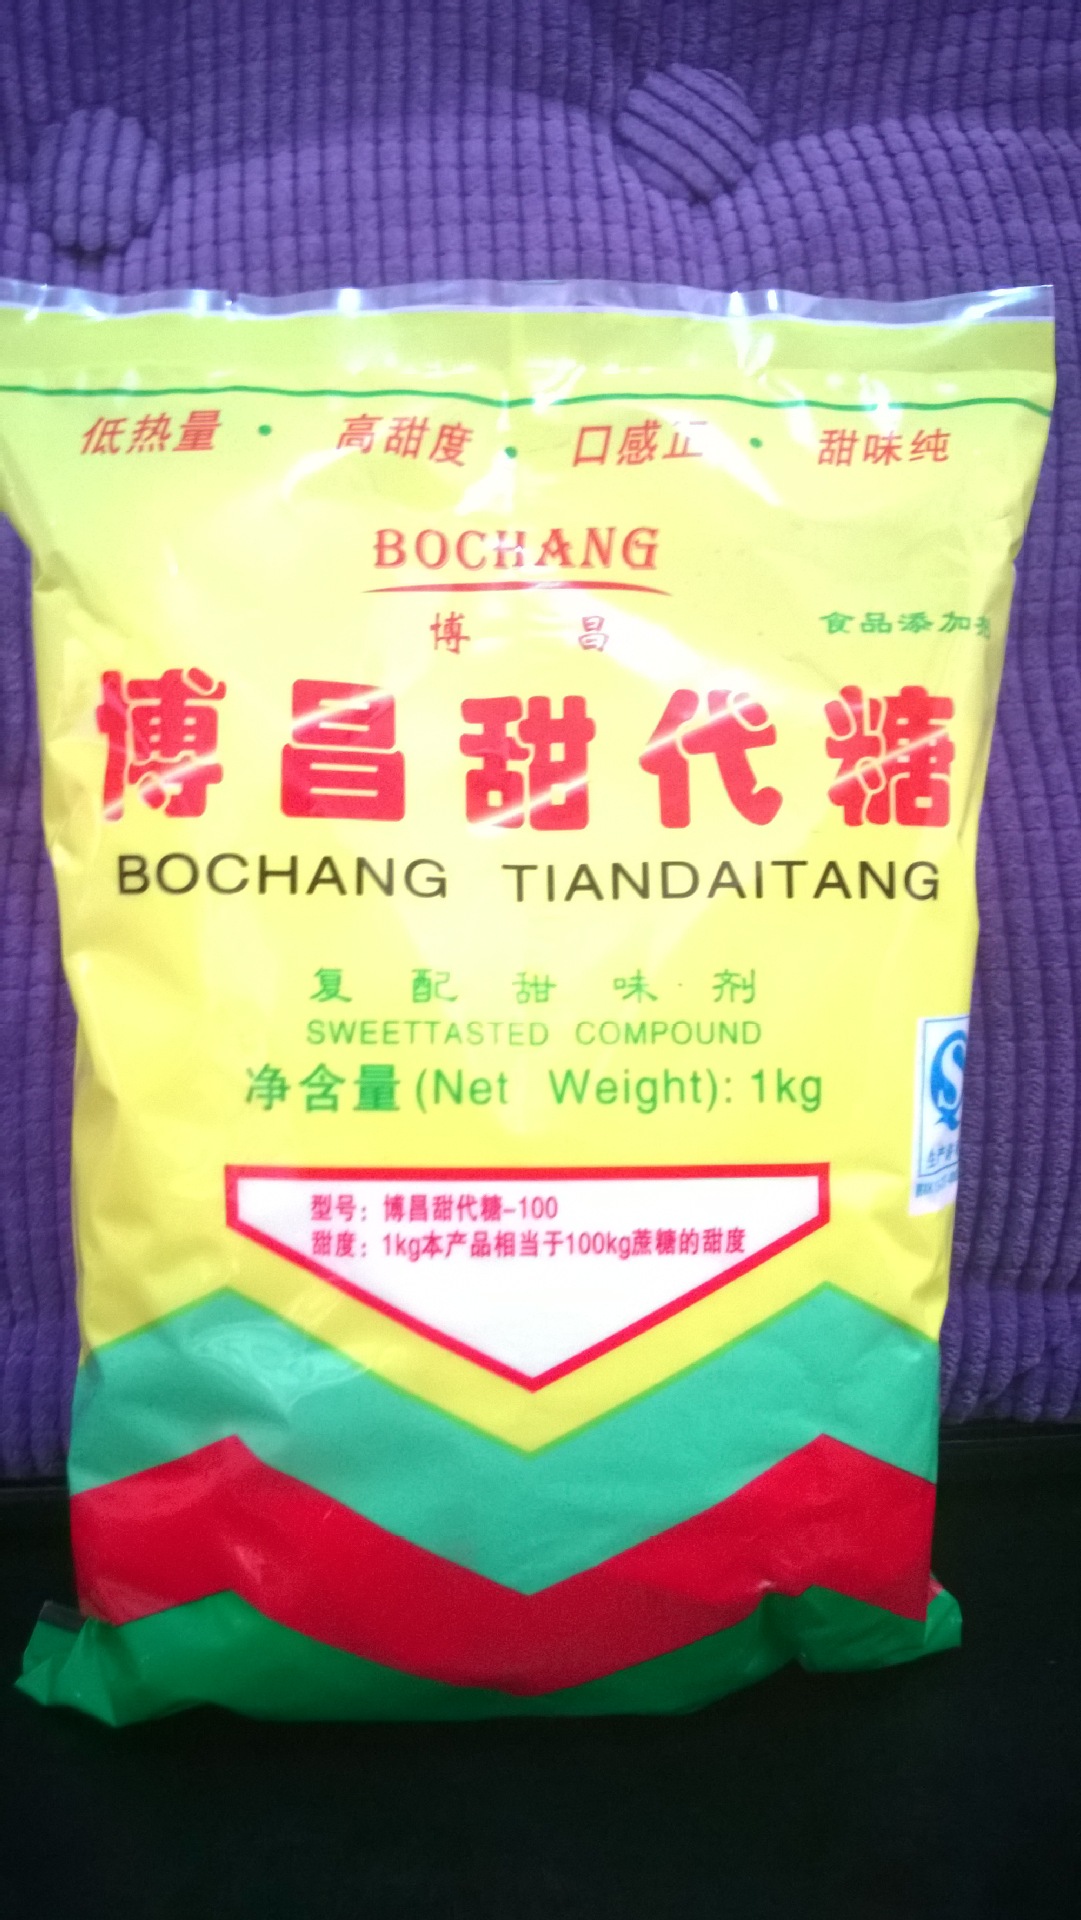 低热量 · 高甜度 · 口感正 · 甜味纯
BOCHANG
博 昌
食品添加剂
博昌甜代糖
BOCHANG TIANDAITANG
复配甜味剂
SWEETTASTED COMPOUND
净含量(Net Weight): 1kg
型号：博昌甜代糖-100
甜度：1kg本产品相当于100kg蔗糖的甜度
生产